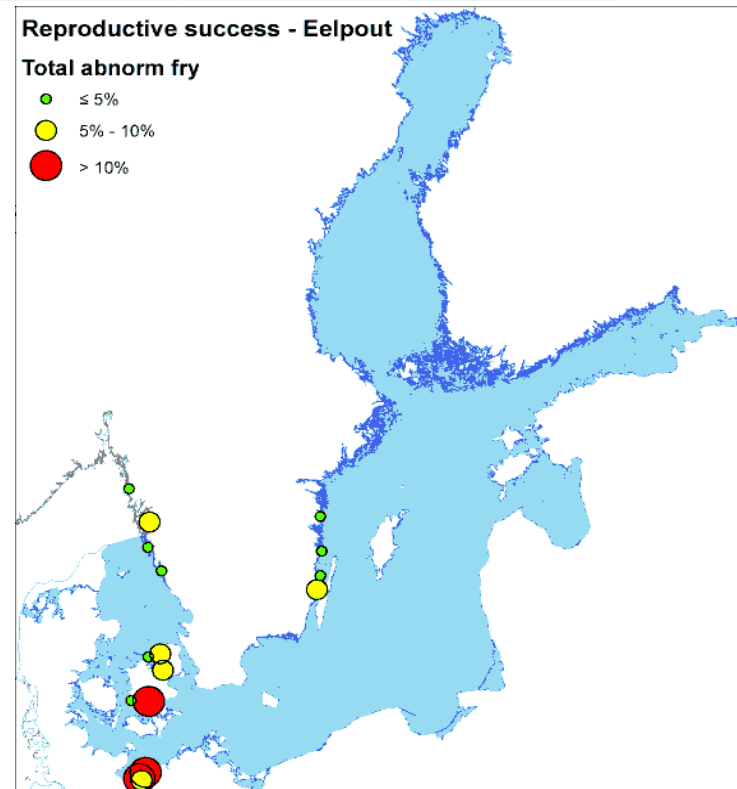 Reproductive success - Eelpout
Total abnorm fry
≤ 5%
5% - 10%
> 10%